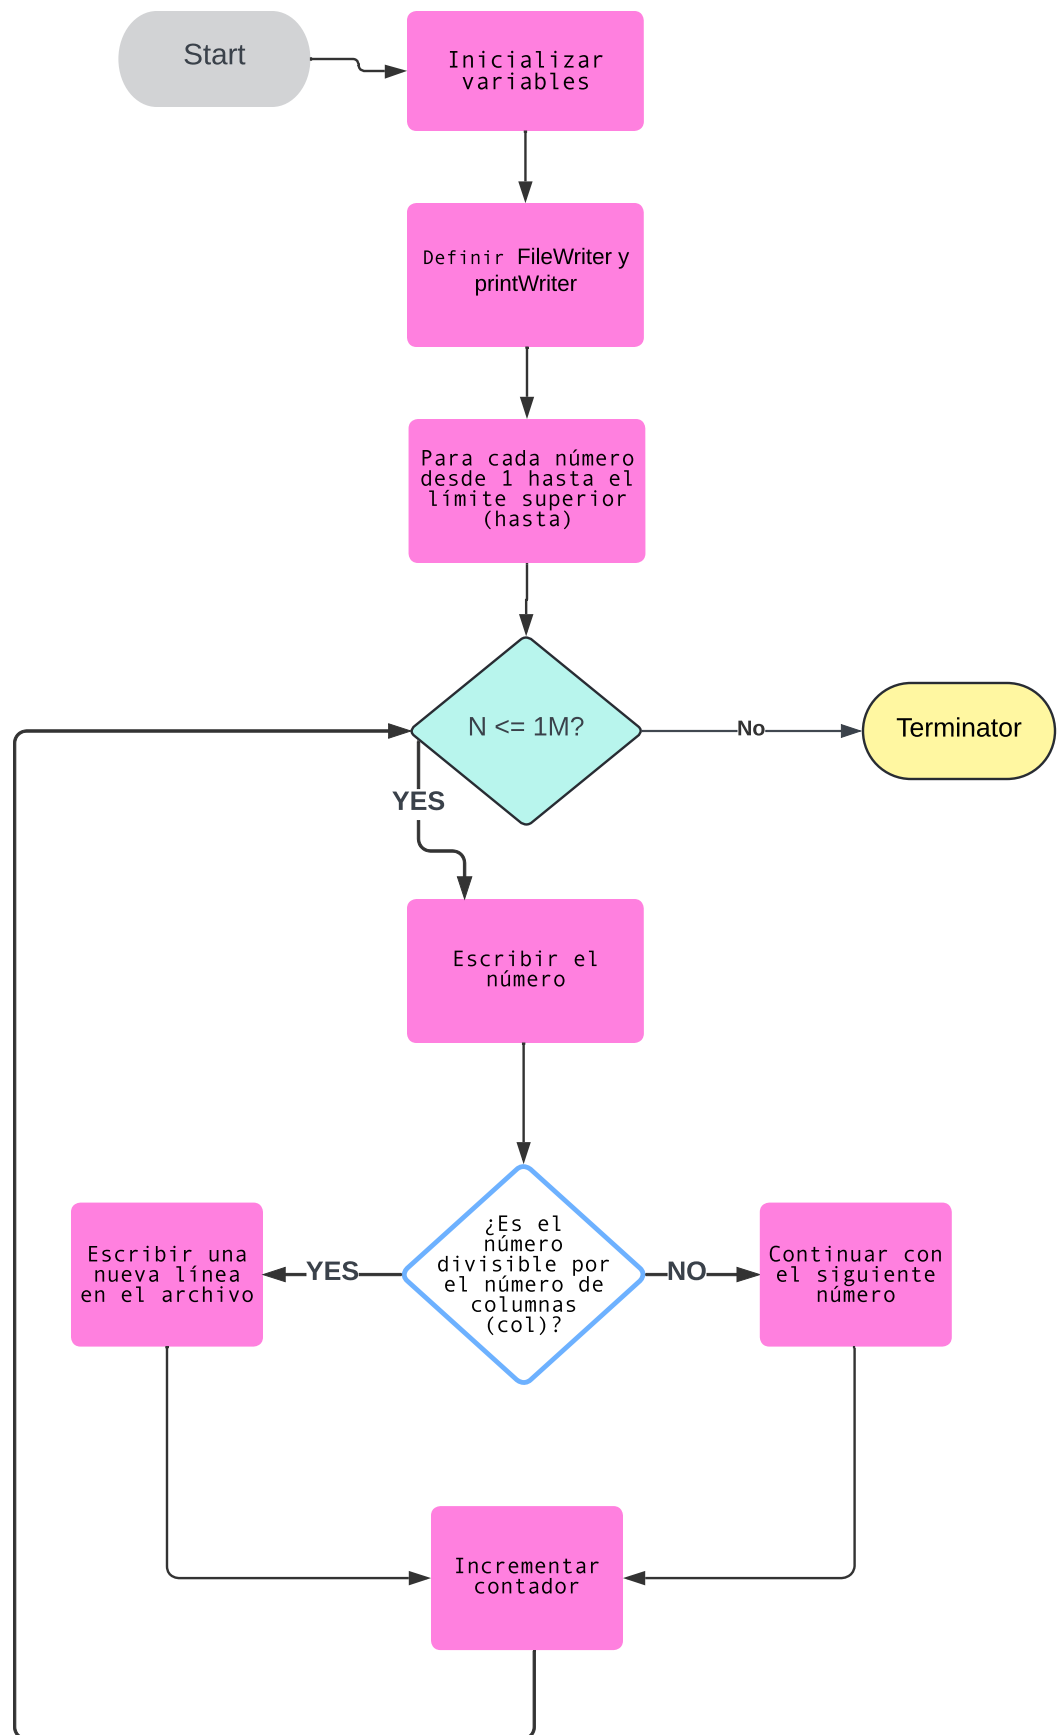 Start
Inicializar
variables
Definir FileWriter y
printWriter
Para cada número
desde 1 hasta el
límite superior
(hasta)
N <= 1M?
No
Terminator
YES
Escribir el
número
¿Es el
número
divisible por
el número de
columnas
(col)?
YES
Escribir una
nueva línea
en el archivo
NO
Continuar con
el siguiente
número
Incrementar
contador